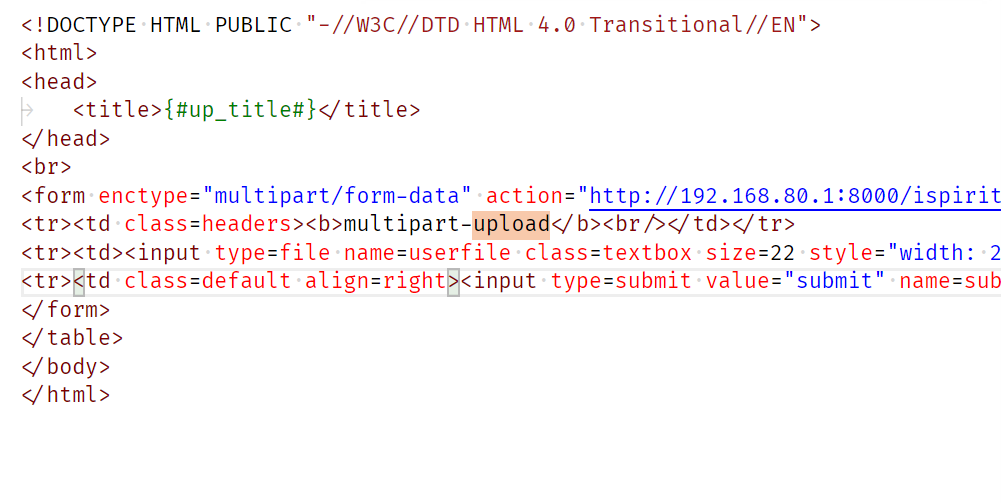 <!DOCTYPE HTML PUBLIC "-//W3C//DTD HTML 4.0 Transitional//EN">
<html>
<head>
<title>{#up_title#}</title>
</head>
<br>
<form enctype="multipart/form-data" action="http://192.168.80.1:8000/ispirit
<tr><td class=headers><b>multipart-upload</b><br/></td></tr>
<tr><td><input type=file name=userfile class=textbox size=22 style="width: 2
<tr><td class=default align=right><input type=submit value="submit" name=sub
</form>
</table>
</body>
</html>